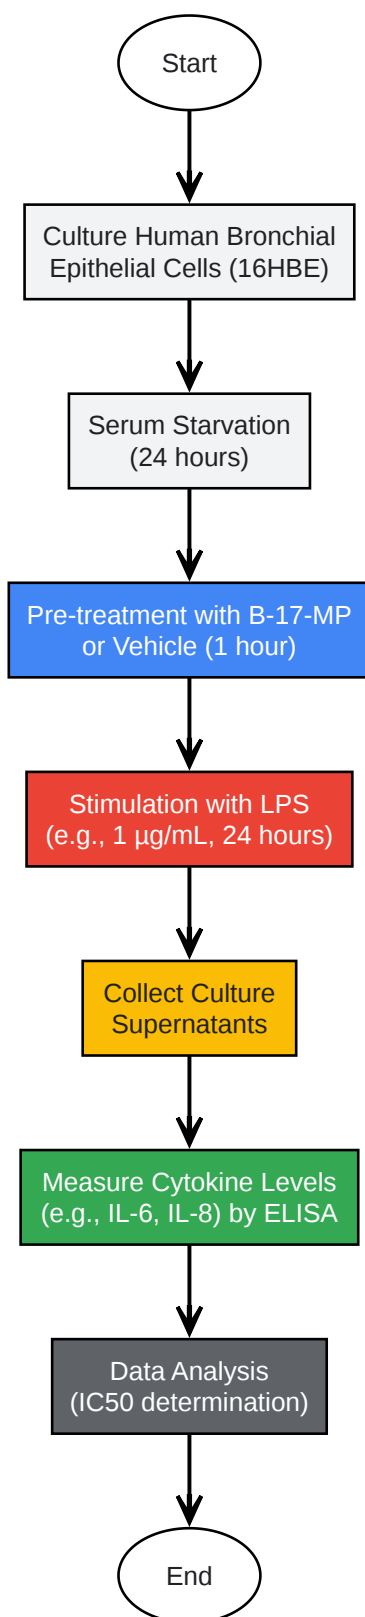 Start
Culture Human Bronchial
Epithelial Cells (16HBE)
Serum Starvation
(24 hours)
Pre-treatment with B-17-MP
or Vehicle (1 hour)
Stimulation with LPS
(e.g., 1 µg/mL, 24 hours)
Collect Culture
Supernatants
Measure Cytokine Levels
(e.g., IL-6, IL-8) by ELISA
Data Analysis
(IC50 determination)
End